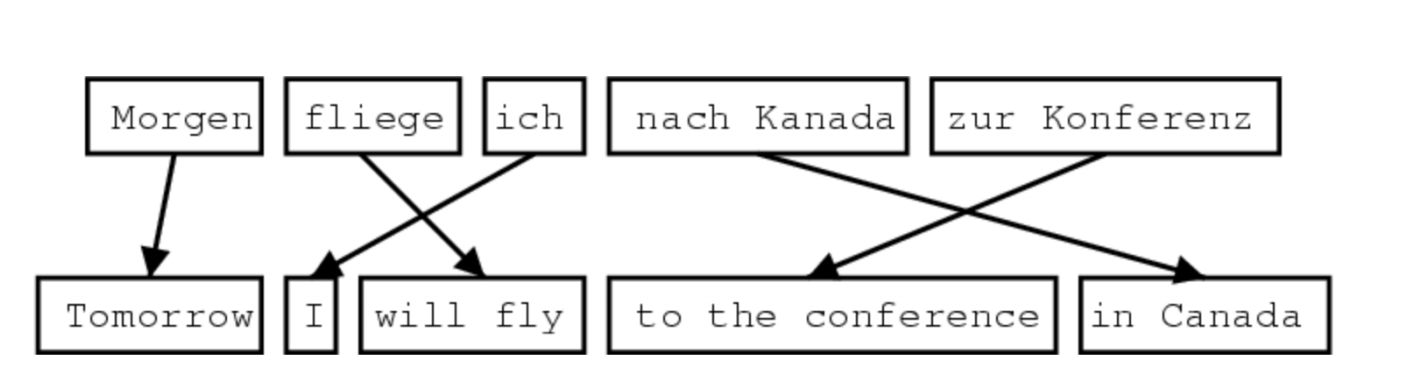 Morgen fliege ich nach Kanada zur Konferenz
Tomorrow I will fly to the conference in Canada